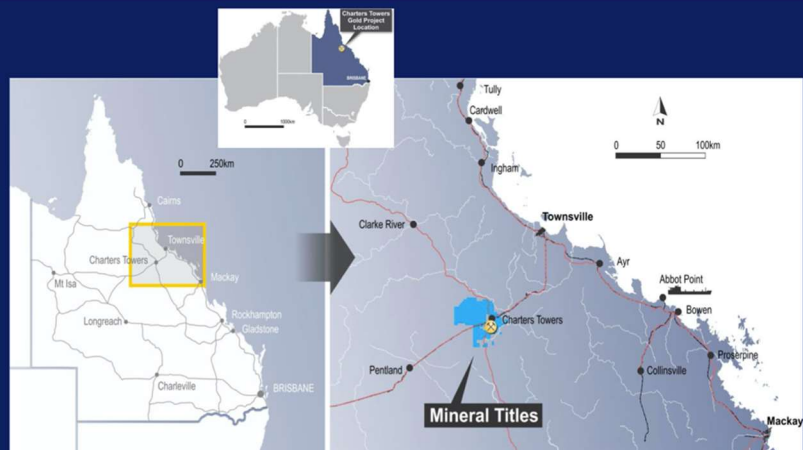 Charters Towers
Gold Project
Location
BRISBANE
0 1000km
0 250km
Cairns
Townsville
Charters Towers
Mt Isa
Mackay
Rockhampton
Longreach
Gladstone
Charleville
BRISBANE
Tully
Cardwell
N
0 50 100km
Ingham
Clarke River
Townsville
Ayr
Abbot Point
Bowen
Charters Towers
Proserpine
Pentland
Collinsville
Mineral Titles
Mackay